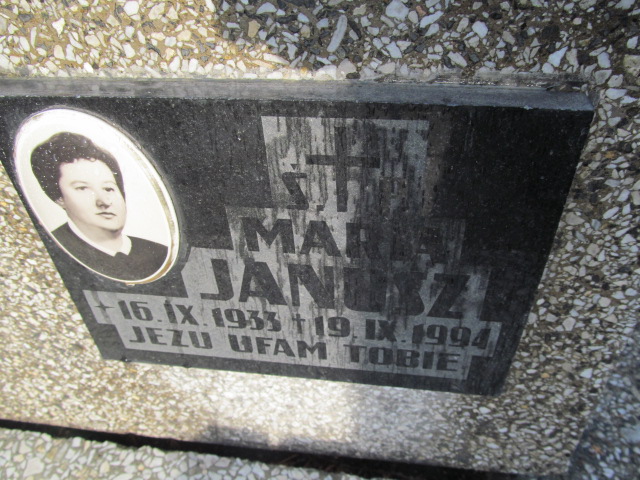 Ś P
MARIA
JANUSZ
* 16.IX.1933 † 19.IX.1994
JEZU UFAM TOBIE